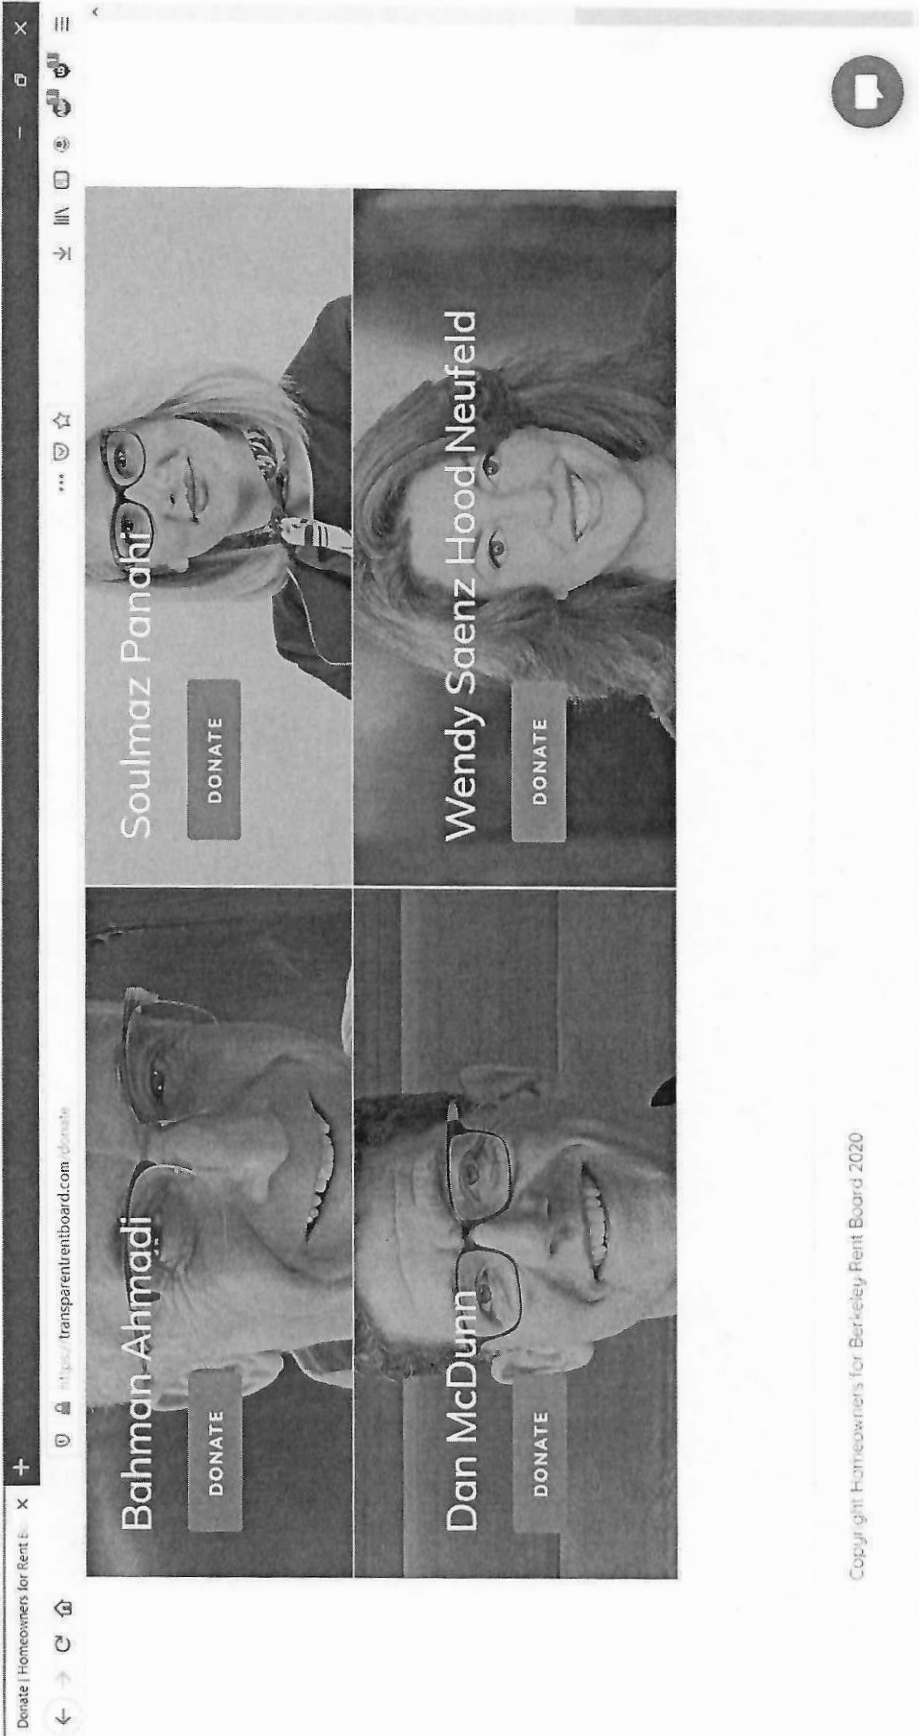 Donate | Homeowners for Rent B
https://transparentrentboard.com/donate
Bahman Ahmadi
DONATE
Soulmaz Panahi
DONATE
Dan McDunn
DONATE
Wendy Saenz Hood Neufeld
DONATE
Copyright Homeowners for Berkeley Rent Board 2020